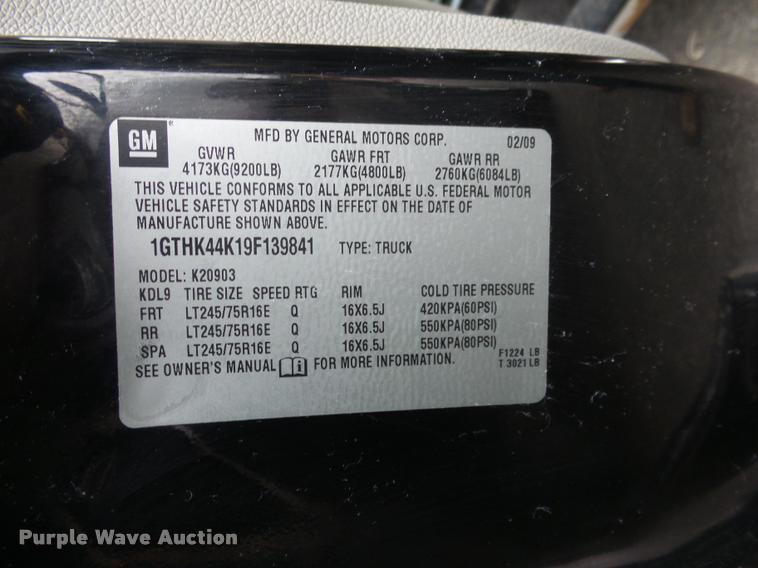 GM
MFD BY GENERAL MOTORS CORP. 02/09
GVWR GAWR FRT GAWR RR
4173KG(9200LB) 2177KG(4800LB) 2760KG(6084LB)
THIS VEHICLE CONFORMS TO ALL APPLICABLE U.S. FEDERAL MOTOR
VEHICLE SAFETY STANDARDS IN EFFECT ON THE DATE OF
MANUFACTURE SHOWN ABOVE.
1GTHK44K19F139841 TYPE: TRUCK
MODEL: K20903
KDL9 TIRE SIZE SPEED RTG RIM COLD TIRE PRESSURE
FRT LT245/75R16E Q 16X6.5J 420KPA(60PSI)
RR LT245/75R16E Q 16X6.5J 550KPA(80PSI)
SPA LT245/75R16E Q 16X6.5J 550KPA(80PSI)
SEE OWNER'S MANUAL FOR MORE INFORMATION.
F1224 LB
T 3021 LB
Purple Wave Auction